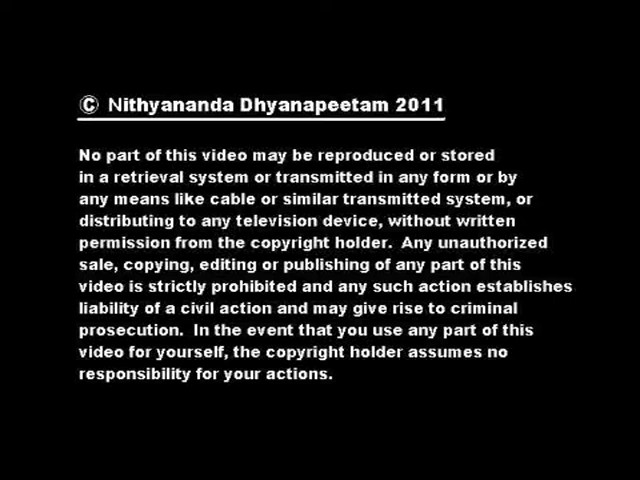 © Nithyananda Dhyanapeetam 2011
No part of this video may be reproduced or stored
in a retrieval system or transmitted in any form or by
any means like cable or similar transmitted system, or
distributing to any television device, without written
permission from the copyright holder. Any unauthorized
sale, copying, editing or publishing of any part of this
video is strictly prohibited and any such action establishes
liability of a civil action and may give rise to criminal
prosecution. In the event that you use any part of this
video for yourself, the copyright holder assumes no
responsibility for your actions.